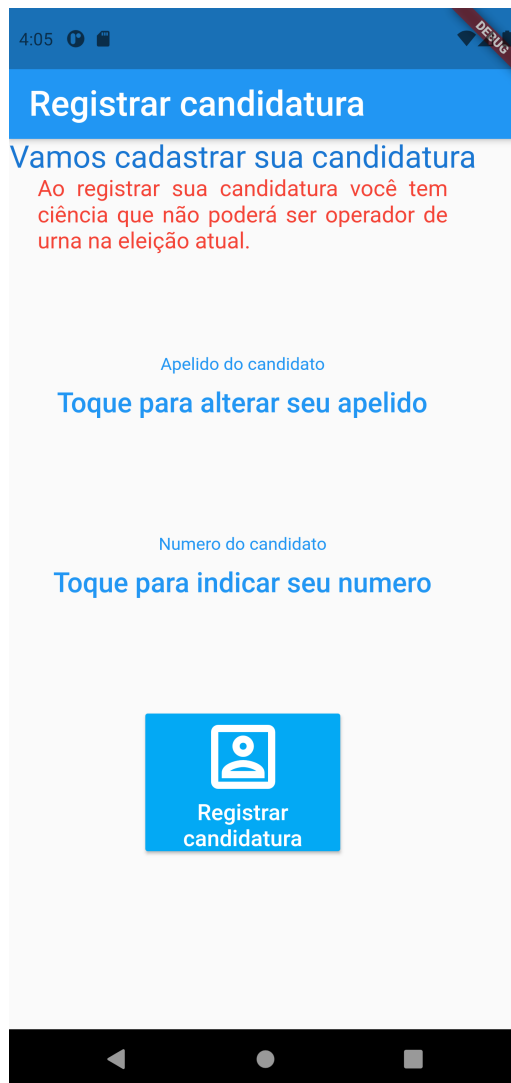 4:05
DEBUG
Registrar candidatura
Vamos cadastrar sua candidatura
Ao registrar sua candidatura você tem
ciência que não poderá ser operador de
urna na eleição atual.
Apelido do candidato
Toque para alterar seu apelido
Numero do candidato
Toque para indicar seu numero
Registrar
candidatura